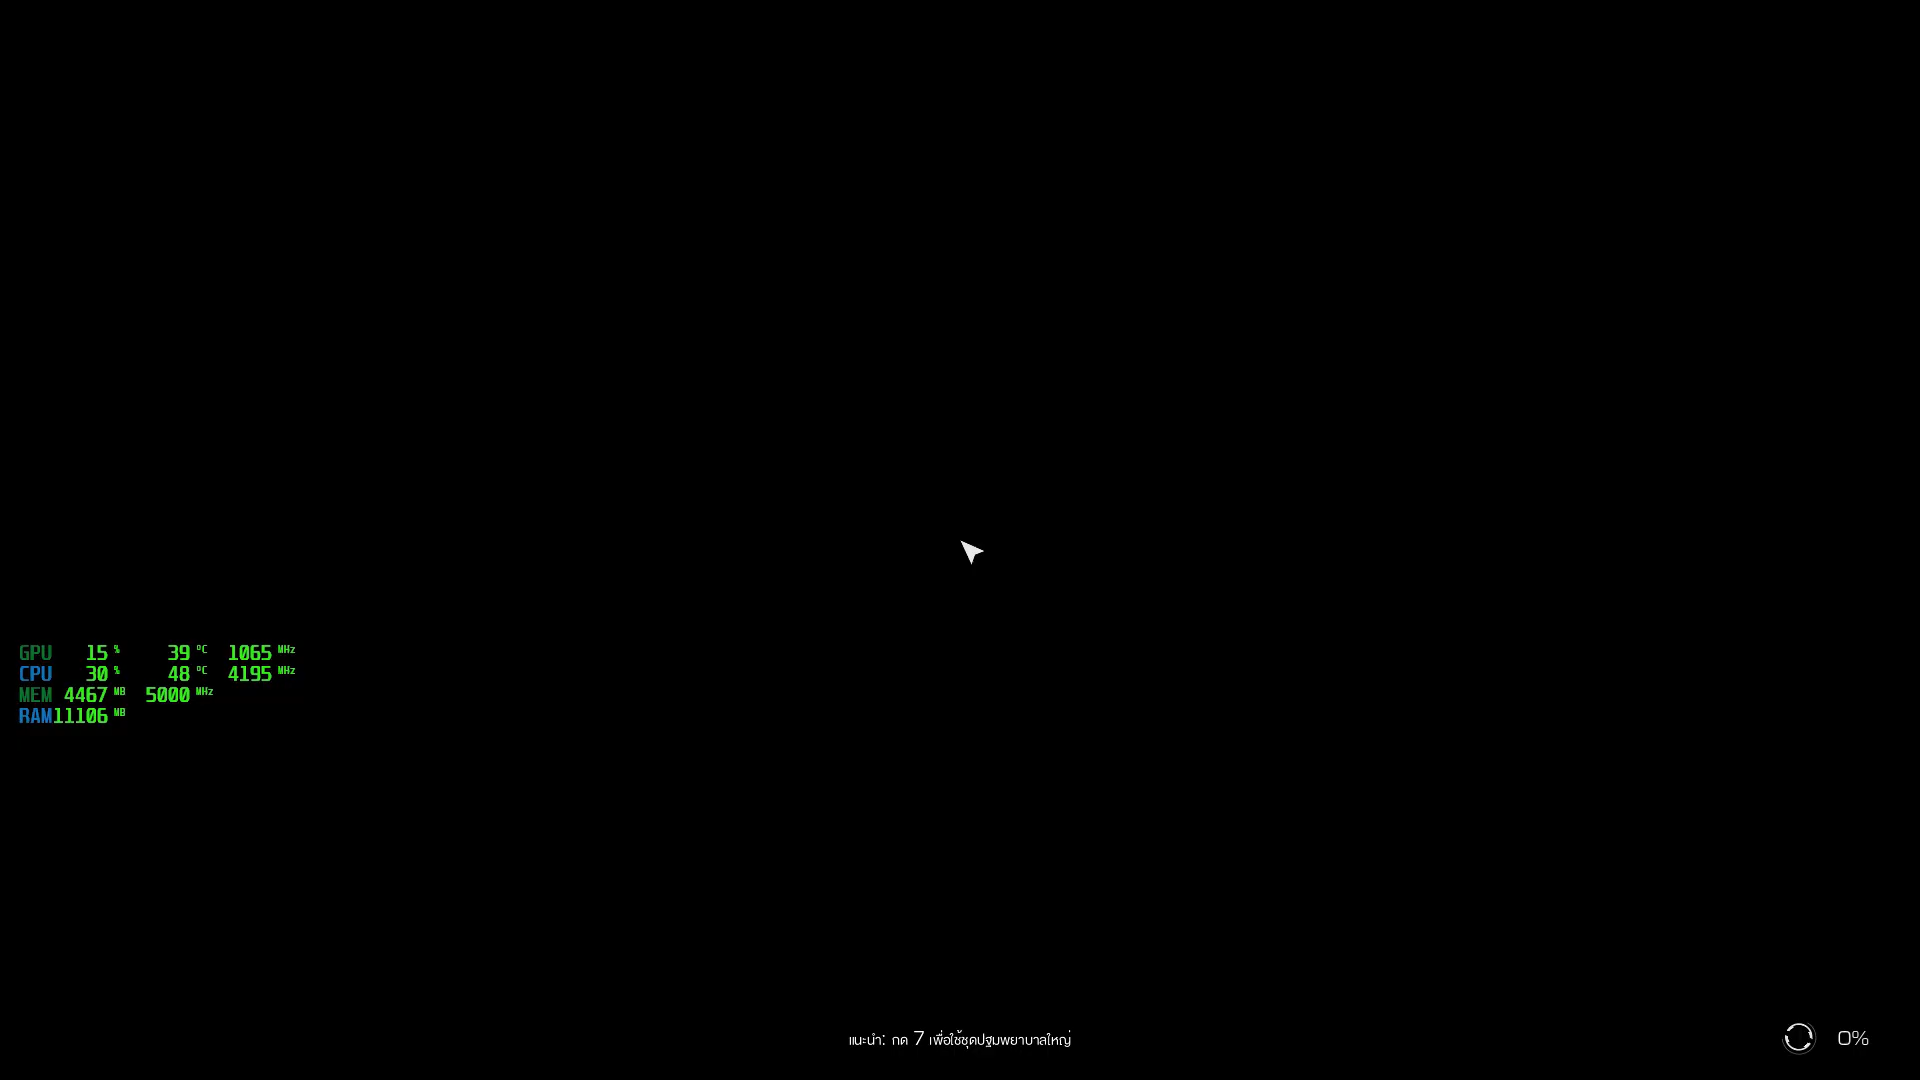 GPU 15 % 39 °C 1065 MHz
CPU 30 % 48 °C 4195 MHz
MEM 4467 MB 5000 MHz
RAM 11106 MB
แนะนำ: กด 7 เพื่อใช้ชุดปฐมพยาบาลใหญ่
0%